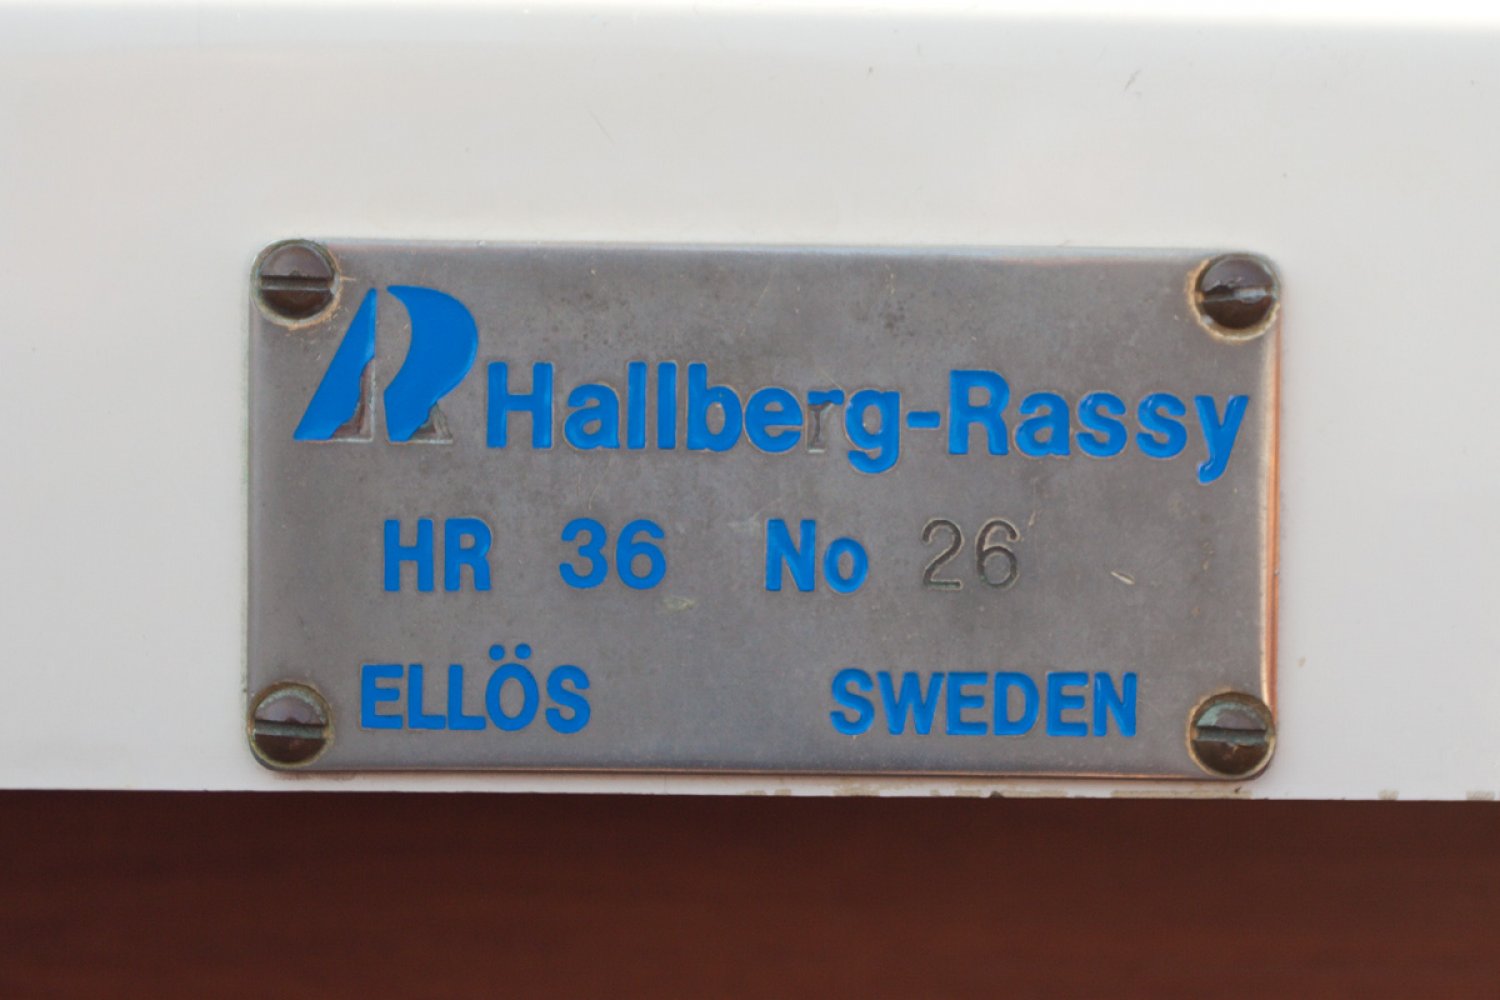 Hallberg-Rassy
HR 36 No 26
ELLÖS SWEDEN